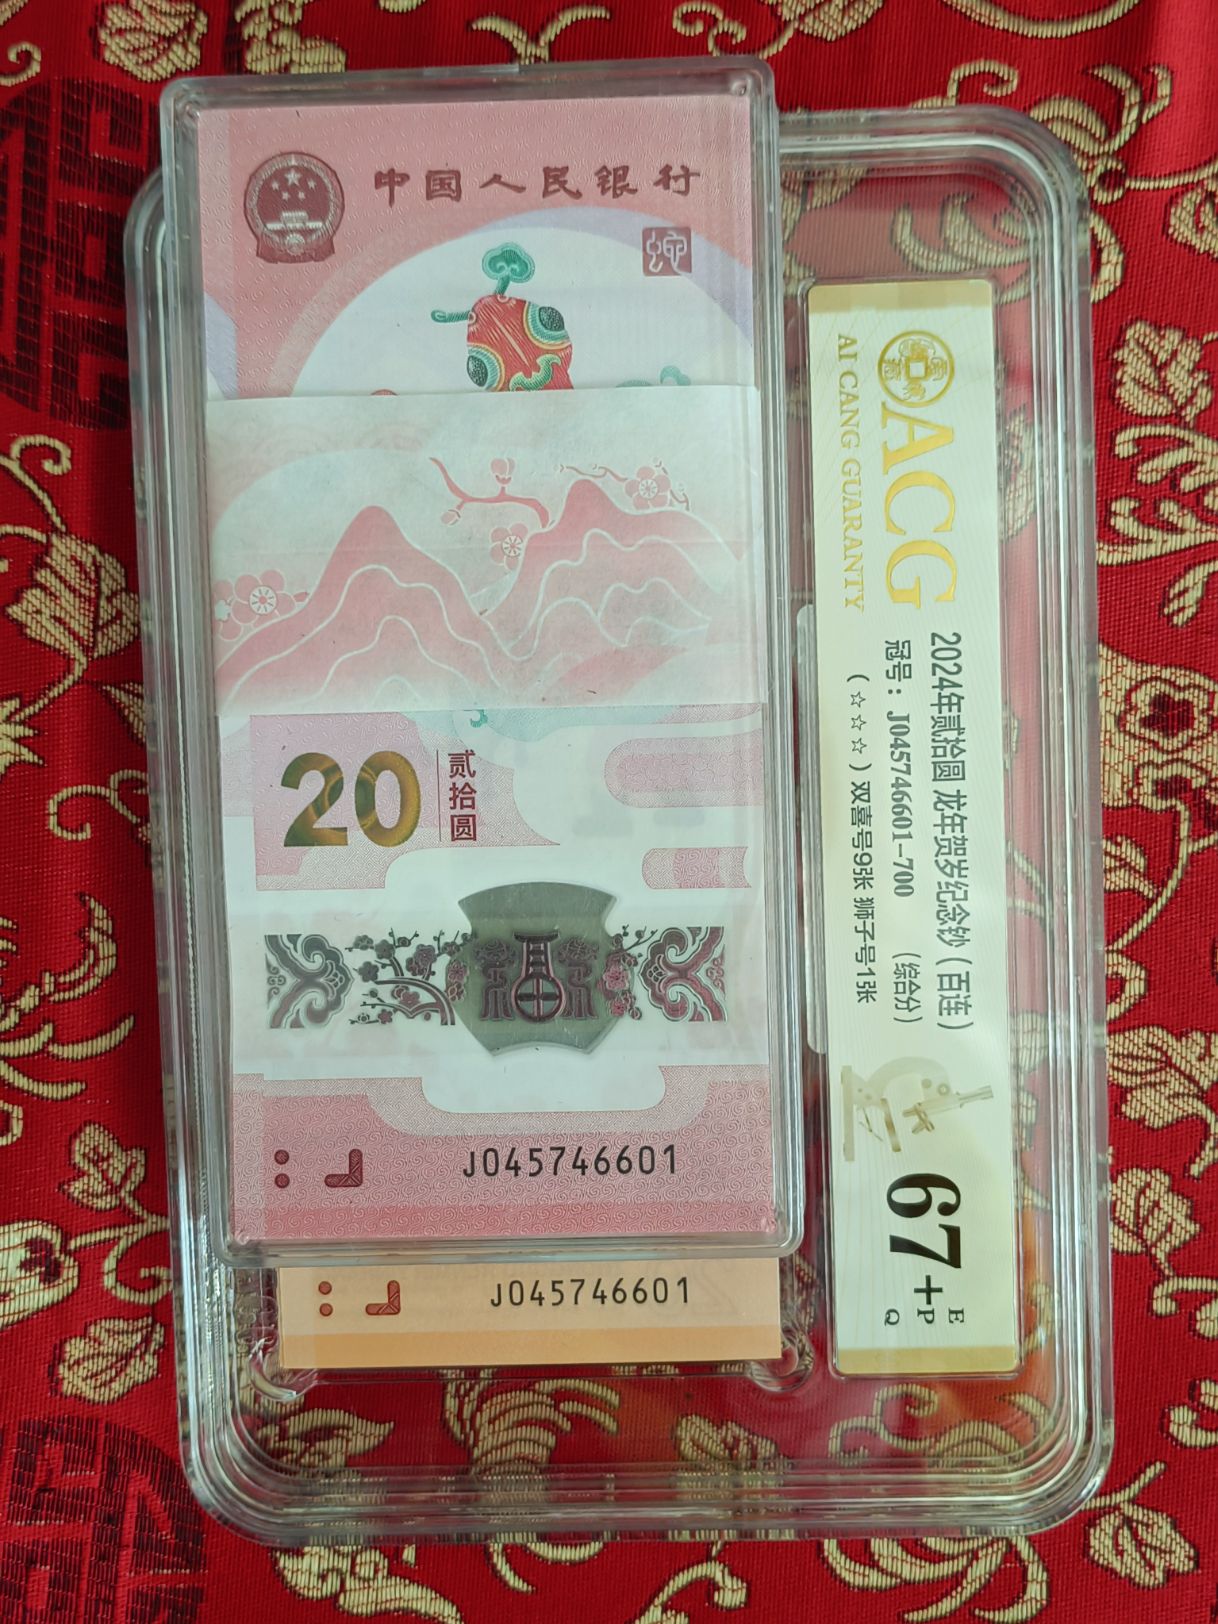 中国人民银行
蛇
20
贰拾圆
J045746601
J045746601
ACG
AI CANG GUARANTY
2024年贰拾圆 龙年贺岁纪念钞（百连）
冠号：J045746601-700 （综合分）
（☆☆☆）双喜号9张 狮子号1张
67+
E
P
Q